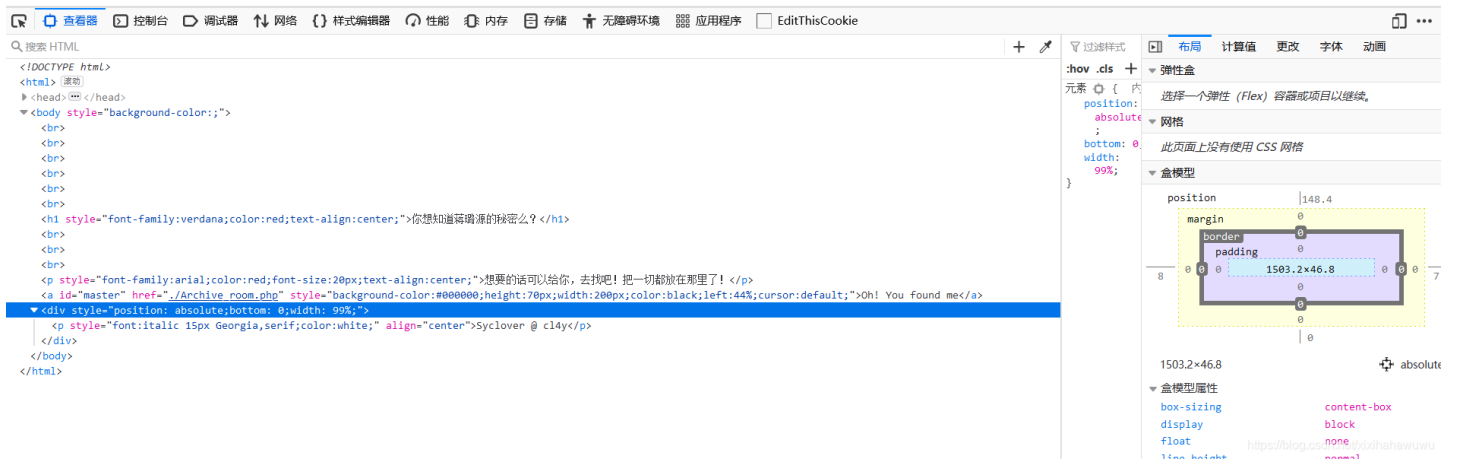 查看器 控制台 调试器 网络 {} 样式编辑器 性能 内存 存储 无障碍环境 应用程序 EditThisCookie
搜索 HTML
<!DOCTYPE html>
<html> 滚动
<head> </head>
<body style="background-color:;">
<br>
<br>
<br>
<br>
<br>
<br>
<h1 style="font-family:verdana;color:red;text-align:center;">你想知道蒋璐源的秘密么？</h1>
<br>
<br>
<br>
<p style="font-family:arial;color:red;font-size:20px;text-align:center;">想要的话可以给你，去找吧！把一切都放在那里了！</p>
<a id="master" href="./Archive_room.php" style="background-color:#000000;height:70px;width:200px;color:black;left:44%;cursor:default;">Oh! You found me</a>
<div style="position: absolute;bottom: 0;width: 99%;">
<p style="font:italic 15px Georgia,serif;color:white;" align="center">Syclover @ cl4y</p>
</div>
</body>
</html>
过滤样式
:hov .cls +
元素 {
position:
absolute
;
bottom: 0;
width:
99%;
}
布局 计算值 更改 字体 动画
弹性盒
选择一个弹性（Flex）容器或项目以继续。
网格
此页面上没有使用 CSS 网格
盒模型
position 148.4
margin 0
border 0
padding 0
8 0 0 0 1503.2×46.8 0 0 0 7
0
0
0
0
1503.2×46.8 absolute
盒模型属性
box-sizing content-box
display block
float none
line-height normal